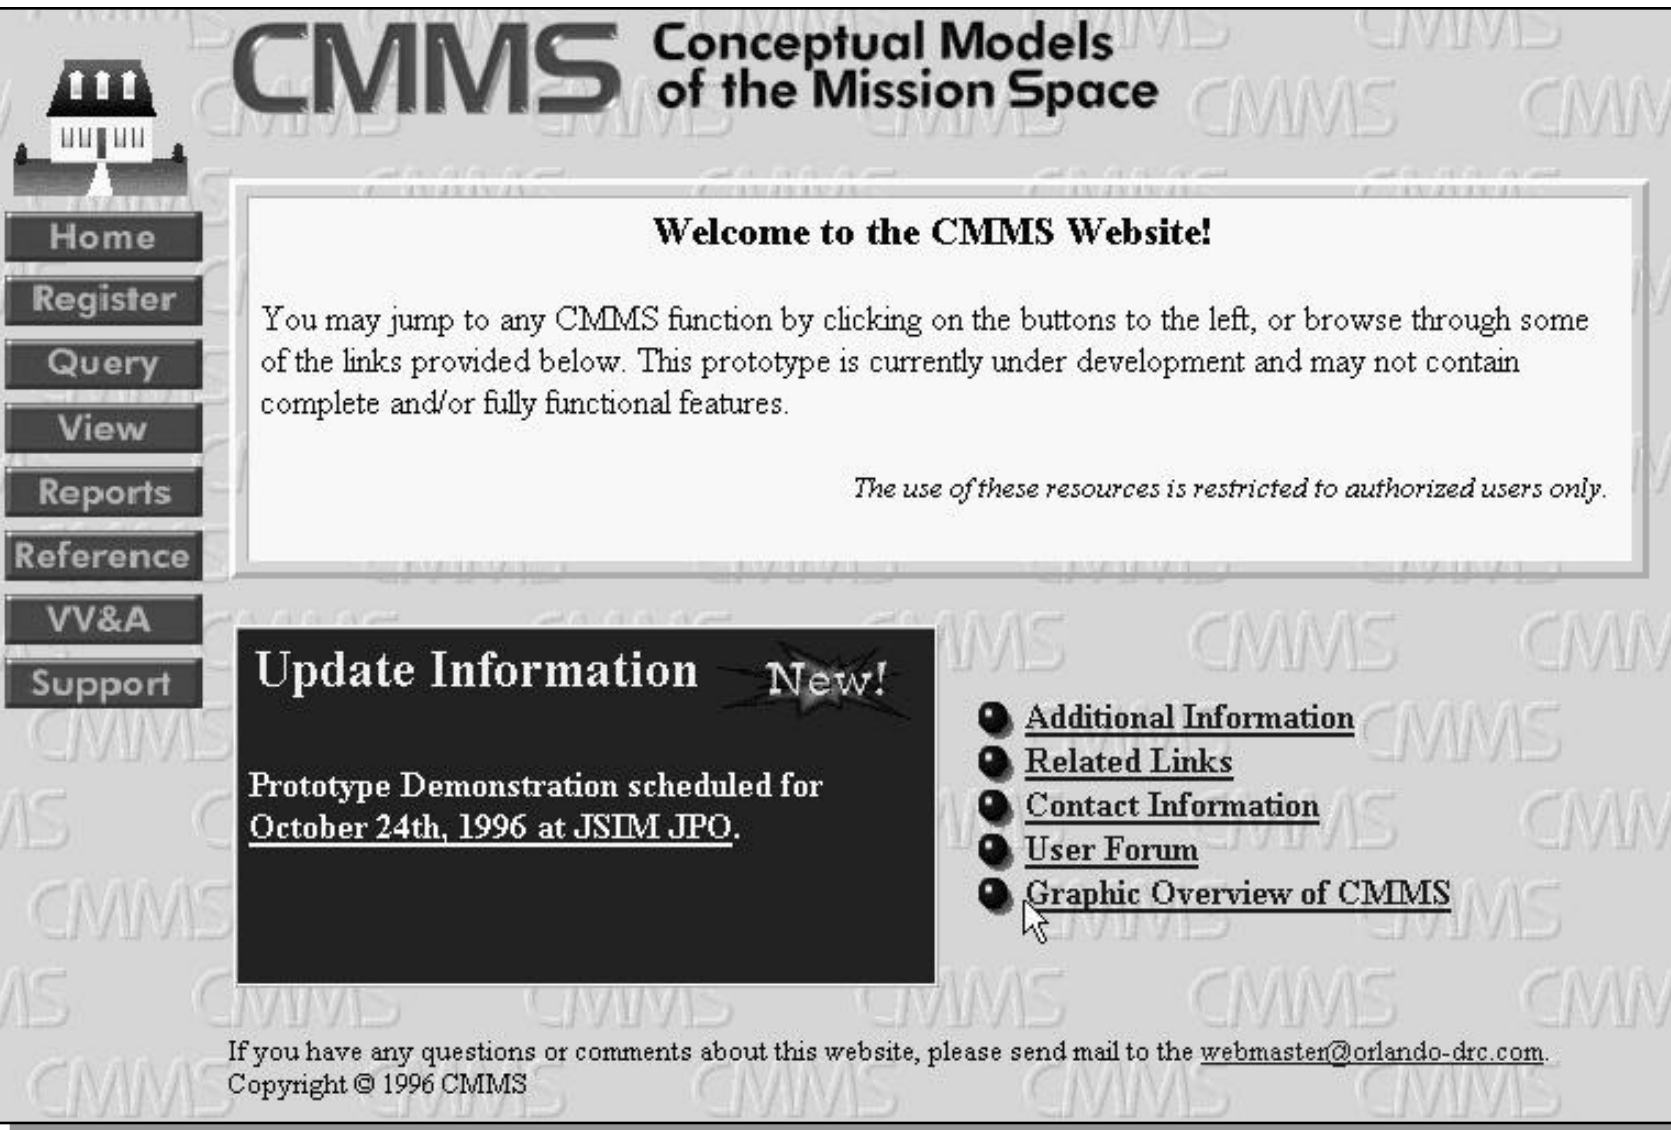 CMMS Conceptual Models
of the Mission Space
Home
Register
Query
View
Reports
Reference
VV&A
Support
Welcome to the CMMS Website!
You may jump to any CMMS function by clicking on the buttons to the left, or browse through some
of the links provided below. This prototype is currently under development and may not contain
complete and/or fully functional features.
The use of these resources is restricted to authorized users only.
Update Information New!
Prototype Demonstration scheduled for
October 24th, 1996 at JSIM JPO.
Additional Information
Related Links
Contact Information
User Forum
Graphic Overview of CMMS
If you have any questions or comments about this website, please send mail to the webmaster@orlando-drc.com.
Copyright © 1996 CMMS